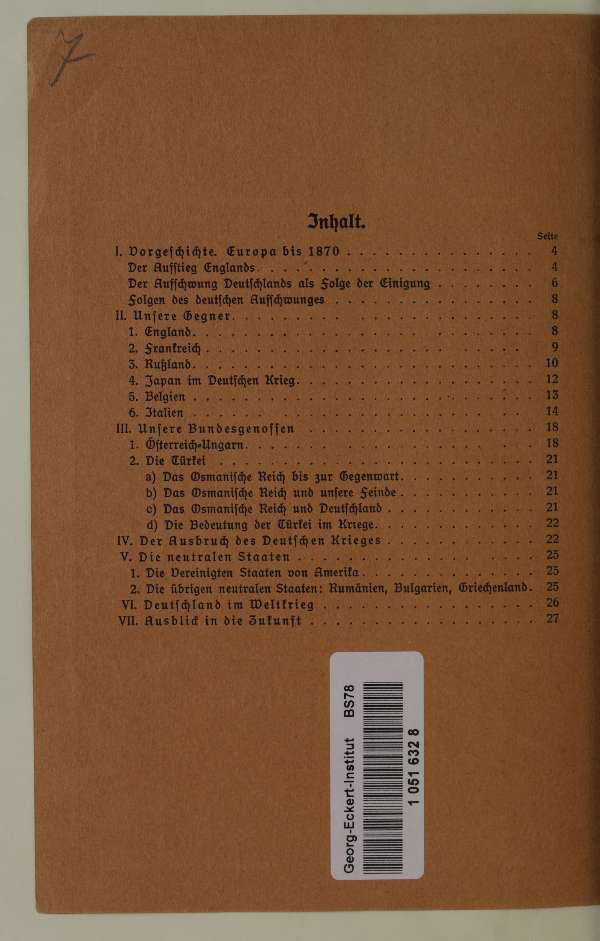 7
Inhalt.
Seite
I. Vorgeschichte. Europa bis 1870 . . . . . . . . . . . . . . . 4
Der Aufstieg Englands . . . . . . . . . . . . . . . . . . . . . 4
Der Aufschwung Deutschlands als Folge der Einigung . . . . . . . . 6
Folgen des deutschen Aufschwunges . . . . . . . . . . . . . . . . 8
II. Unsere Gegner . . . . . . . . . . . . . . . . . . . . . . . 8
1. England . . . . . . . . . . . . . . . . . . . . . . . . . . 8
2. Frankreich . . . . . . . . . . . . . . . . . . . . . . . . . 9
3. Rußland . . . . . . . . . . . . . . . . . . . . . . . . . . 10
4. Japan im Deutschen Krieg . . . . . . . . . . . . . . . . . . . 12
5. Belgien . . . . . . . . . . . . . . . . . . . . . . . . . . 13
6. Italien . . . . . . . . . . . . . . . . . . . . . . . . . . 14
III. Unsere Bundesgenossen . . . . . . . . . . . . . . . . . . 18
1. Österreich-Ungarn . . . . . . . . . . . . . . . . . . . . . . 18
2. Die Türkei . . . . . . . . . . . . . . . . . . . . . . . . . 21
a) Das Osmanische Reich bis zur Gegenwart . . . . . . . . . . . 21
b) Das Osmanische Reich und unsere Feinde . . . . . . . . . . . 21
c) Das Osmanische Reich und Deutschland . . . . . . . . . . . . 21
d) Die Bedeutung der Türkei im Kriege . . . . . . . . . . . . . 22
IV. Der Ausbruch des Deutschen Krieges . . . . . . . . . . . . 22
V. Die neutralen Staaten . . . . . . . . . . . . . . . . . . . 25
1. Die Vereinigten Staaten von Amerika . . . . . . . . . . . . . . 25
2. Die übrigen neutralen Staaten: Rumänien, Bulgarien, Griechenland . 25
VI. Deutschland im Weltkrieg . . . . . . . . . . . . . . . . . 26
VII. Ausblick in die Zukunft . . . . . . . . . . . . . . . . . . 27
Georg-Eckert-Institut BS78
1 051 632 8